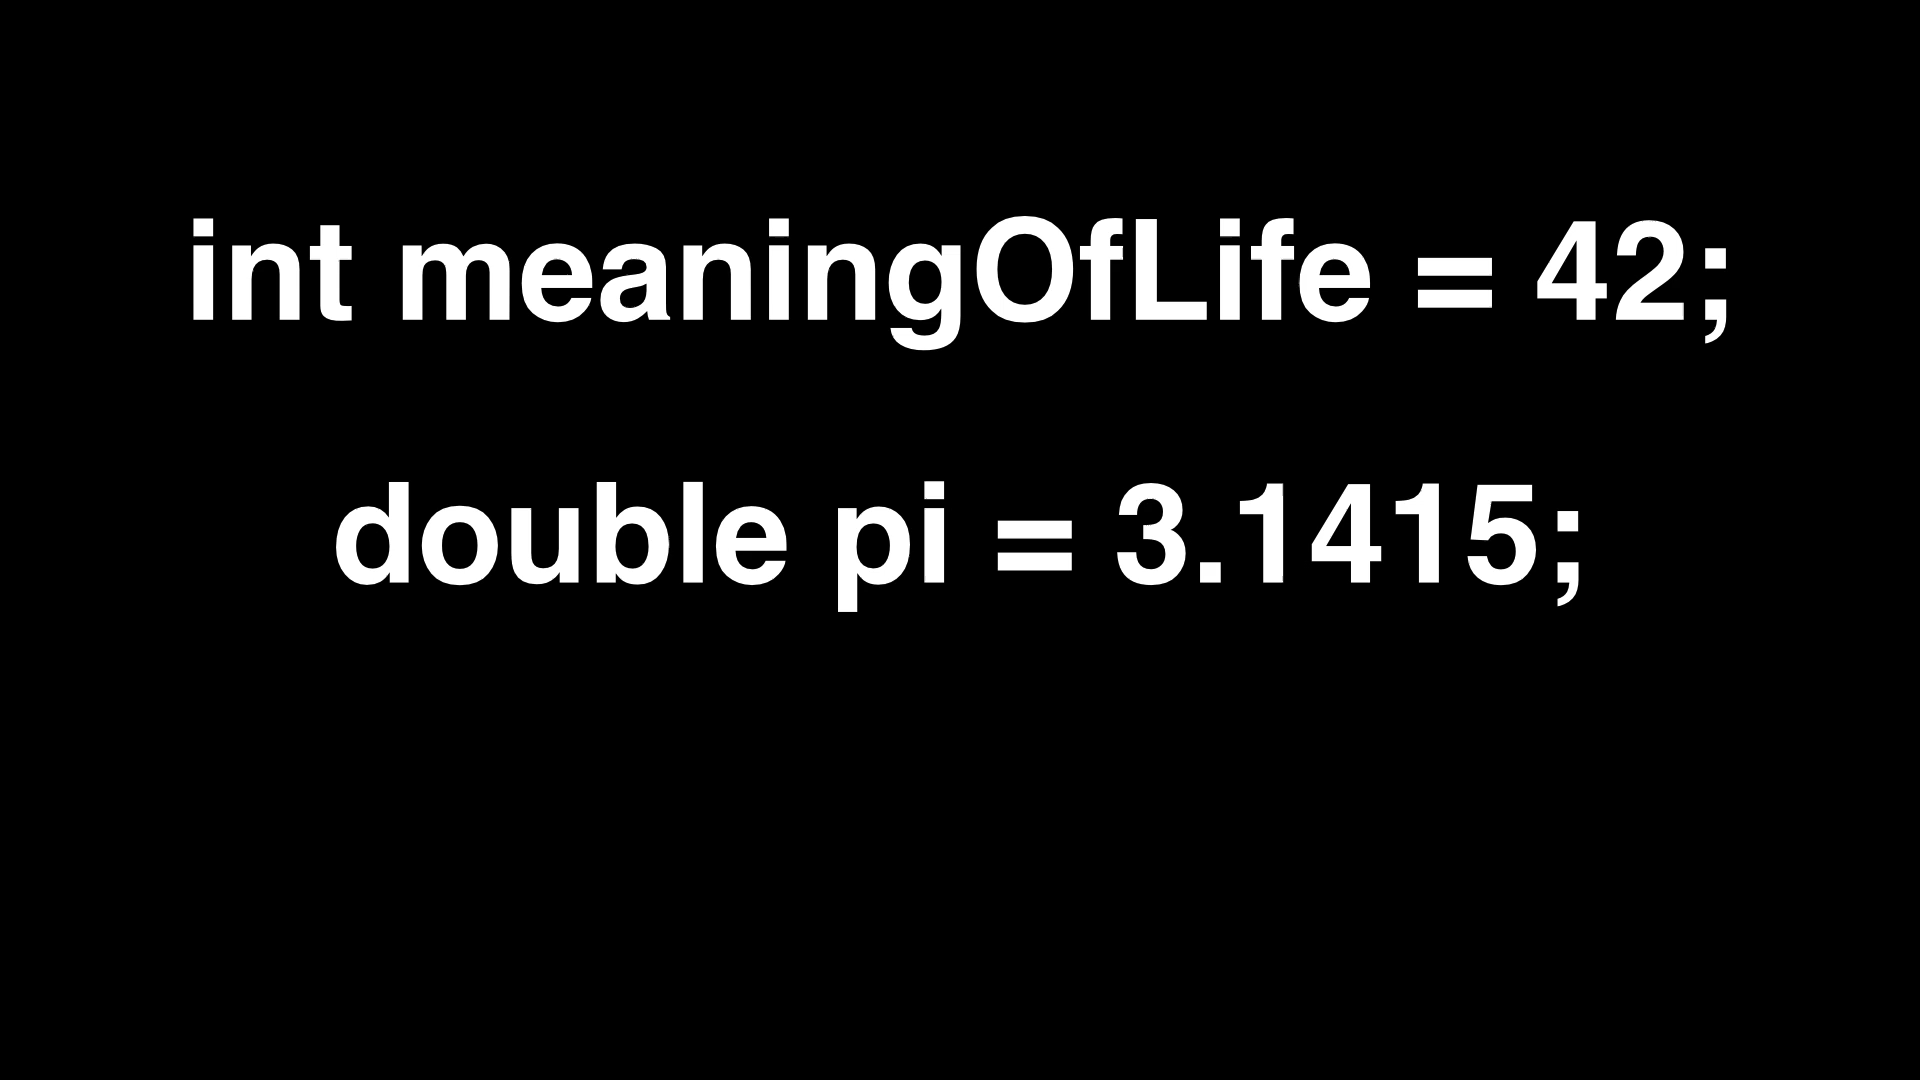 int meaningOfLife = 42;
double pi = 3.1415;